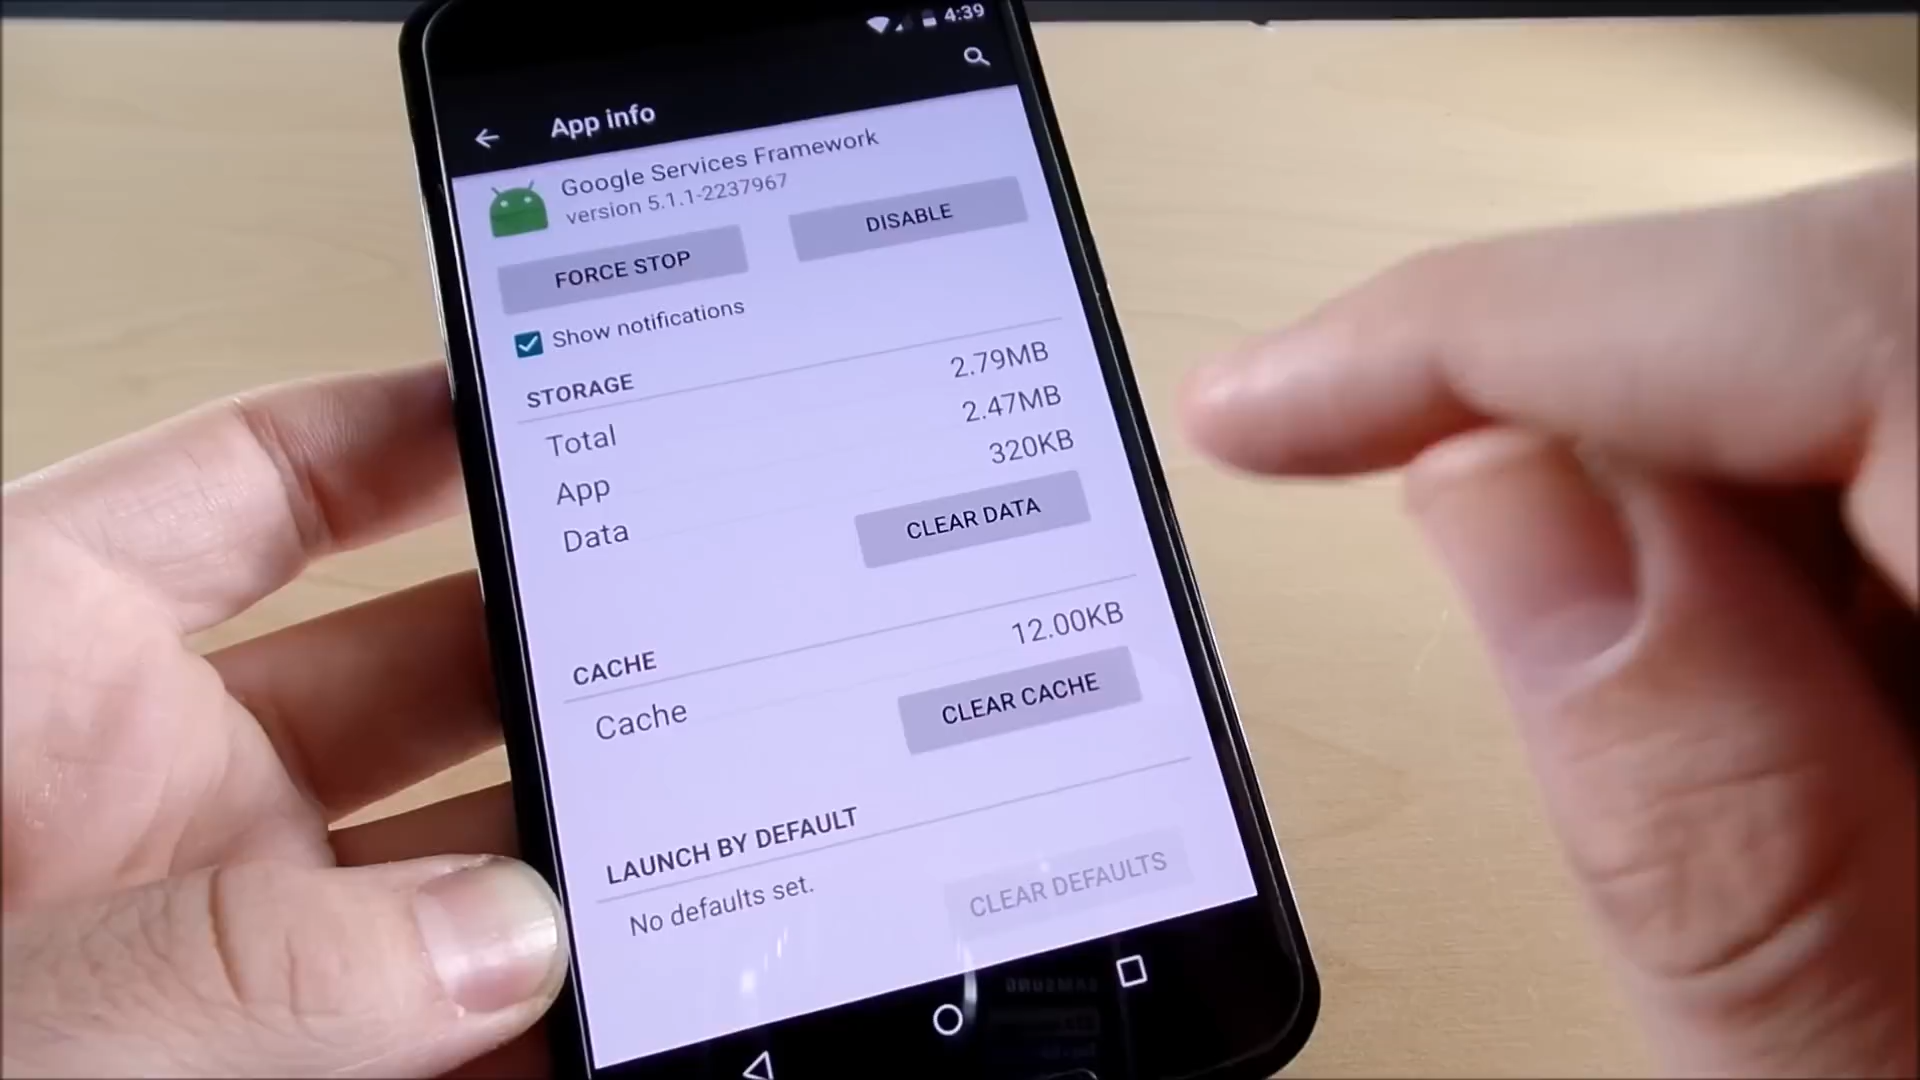 4:39
App info
Google Services Framework
version 5.1.1-2237967
FORCE STOP
DISABLE
Show notifications
STORAGE
Total 2.79MB
App 2.47MB
Data 320KB
CLEAR DATA
CACHE
Cache 12.00KB
CLEAR CACHE
LAUNCH BY DEFAULT
No defaults set.
CLEAR DEFAULTS
SAMSUNG